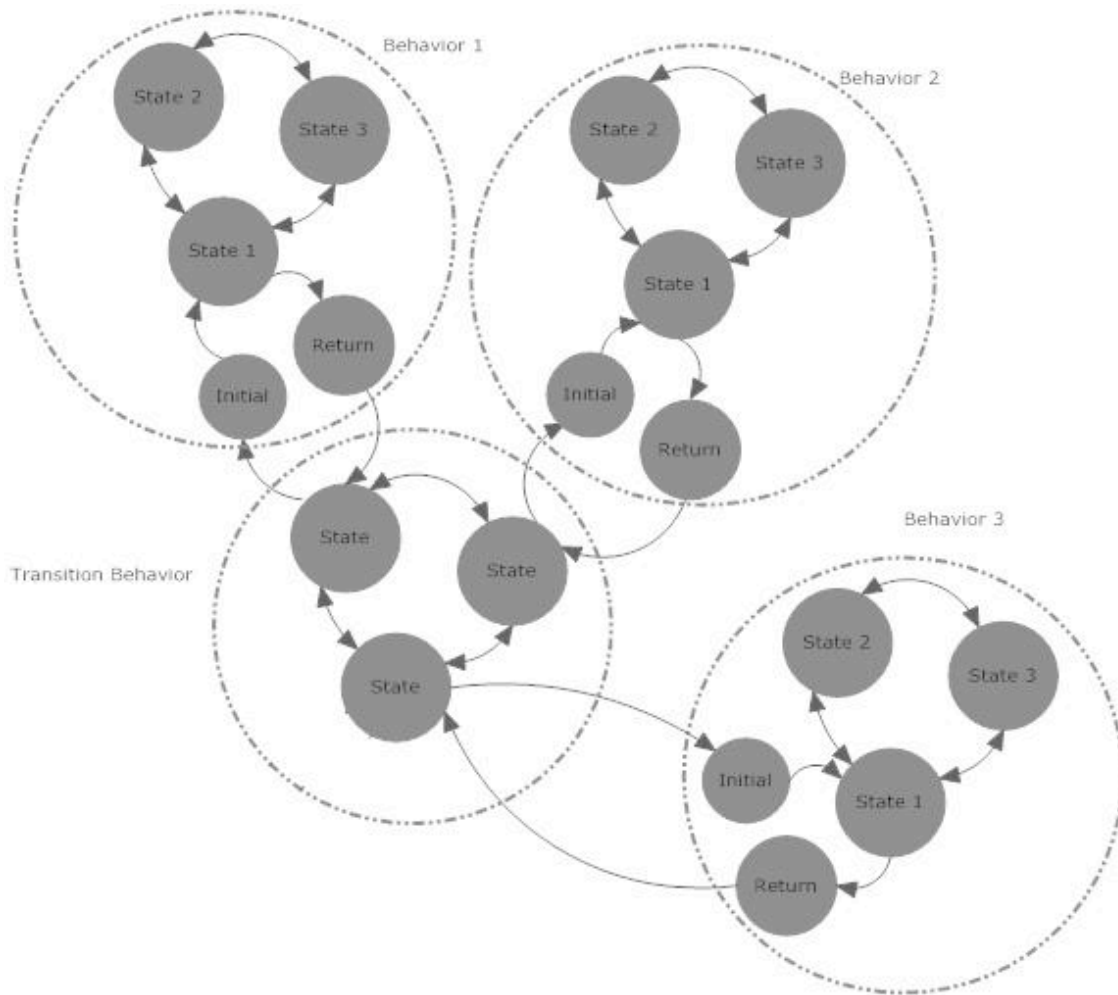 Behavior 1
State 2
State 3
State 1
Return
Initial
Behavior 2
State 2
State 3
State 1
Initial
Return
Transition Behavior
State
State
State
Behavior 3
State 2
State 3
Initial
State 1
Return